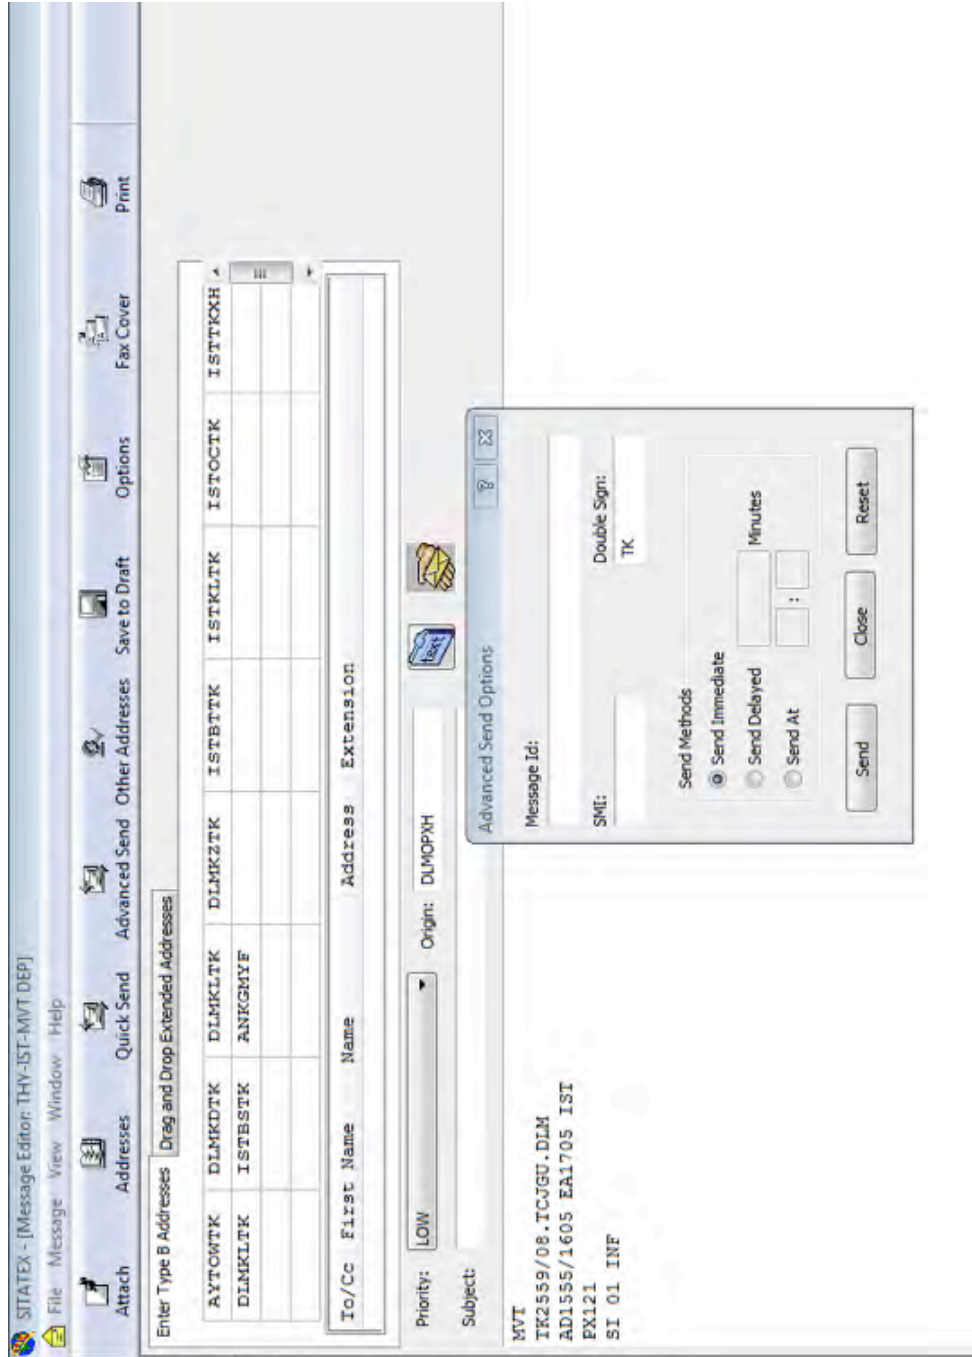 SITATEX - [Message Editor: THY-IST-MVT DEP]
File Message View Window Help
Attach Addresses Quick Send Advanced Send Other Addresses Save to Draft Options Fax Cover Print
Enter Type B Addresses Drag and Drop Extended Addresses
AYTOWTK DLMKDTK DLMKLTK DLMKZTK ISTBTTK ISTKLTK ISTOCTK ISTTKXH
DLMKLTK ISTBSTK ANKGMYF
To/Cc First Name Name Address Extension
Priority: LOW Origin: DLMOPXH text
Subject:
MVT
TK2559/08.TCJGU.DLM
AD1555/1605 EA1705 IST
PX121
SI 01 INF
Advanced Send Options ? X
Message Id:
SMI: Double Sign:
TK
Send Methods
Send Immediate
Send Delayed Minutes
Send At :
Send Close Reset